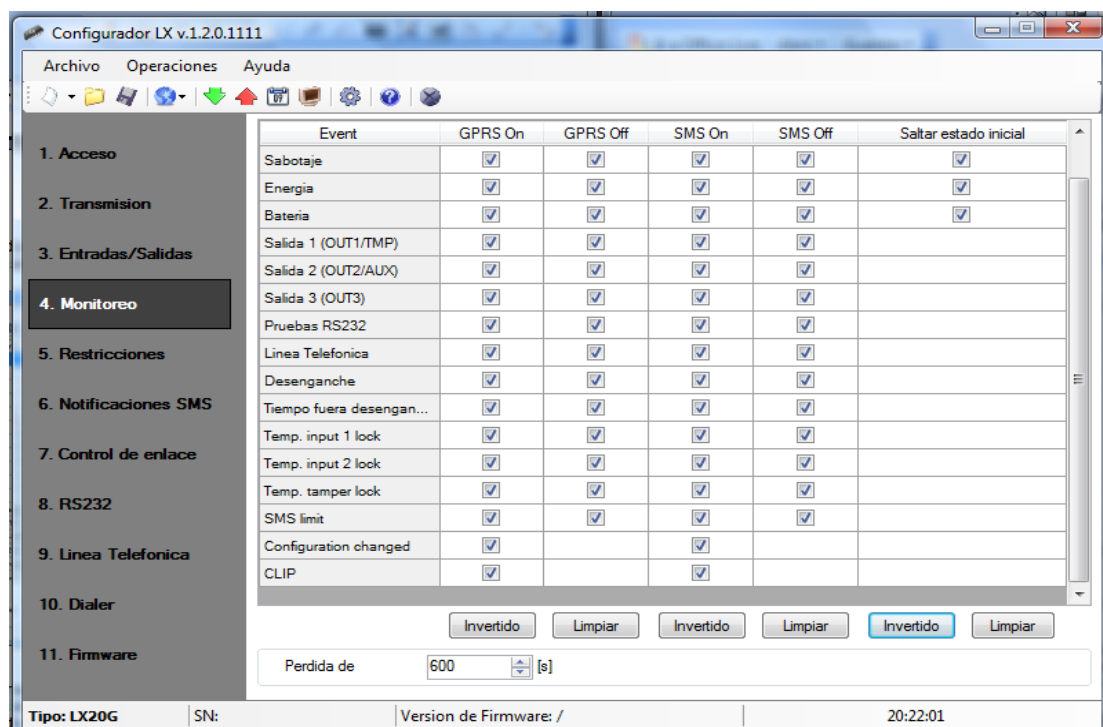 Configurador LX v.1.2.0.1111
Archivo Operaciones Ayuda
1. Acceso
2. Transmision
3. Entradas/Salidas
4. Monitoreo
5. Restricciones
6. Notificaciones SMS
7. Control de enlace
8. RS232
9. Linea Telefonica
10. Dialer
11. Firmware
Event GPRS On GPRS Off SMS On SMS Off Saltar estado inicial
Sabotaje
Energia
Bateria
Salida 1 (OUT1/TMP)
Salida 2 (OUT2/AUX)
Salida 3 (OUT3)
Pruebas RS232
Linea Telefonica
Desenganche
Tiempo fuera desengan...
Temp. input 1 lock
Temp. input 2 lock
Temp. tamper lock
SMS limit
Configuration changed
CLIP
Invertido Limpiar Invertido Limpiar Invertido Limpiar
Perdida de 600 [s]
Tipo: LX20G SN: Version de Firmware: / 20:22:01